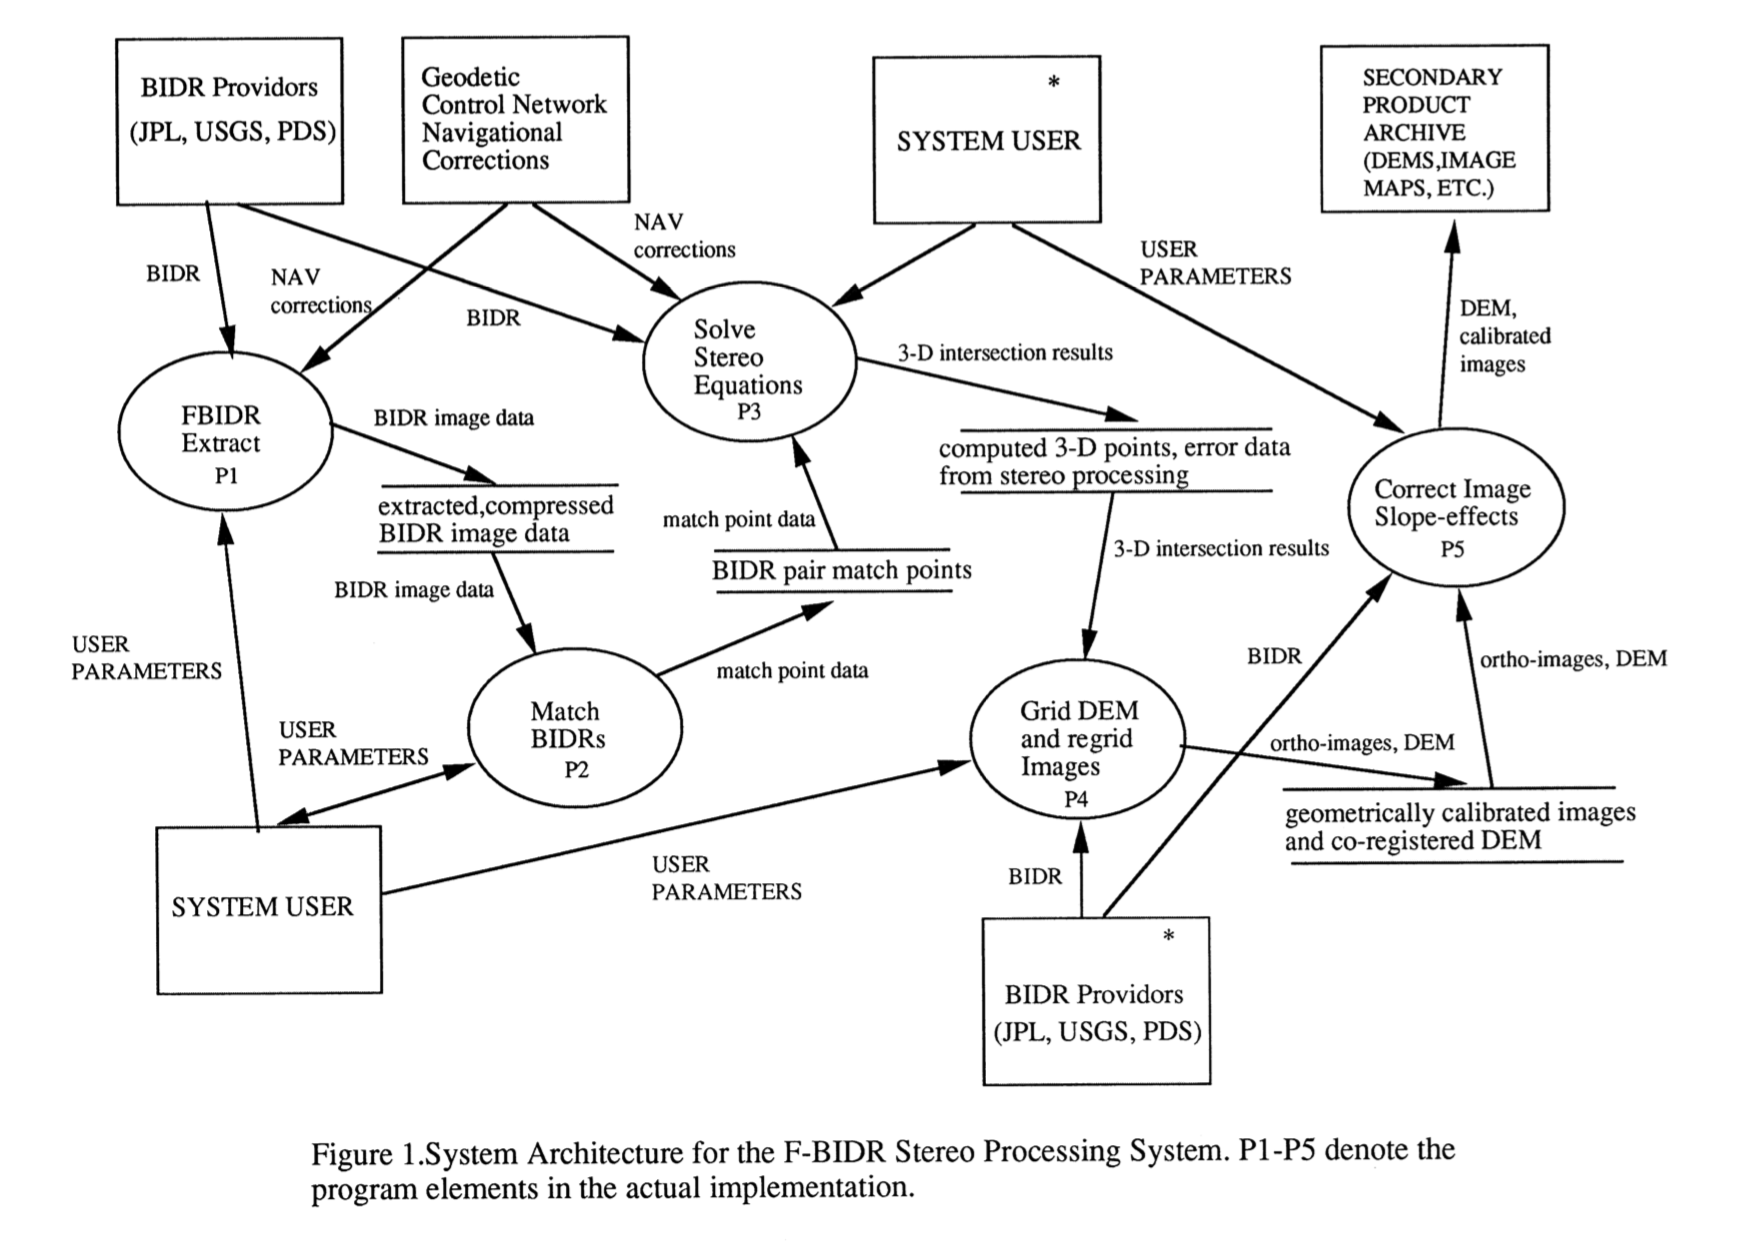 BIDR Providors
(JPL, USGS, PDS)
Geodetic
Control Network
Navigational
Corrections
*
SYSTEM USER
SECONDARY
PRODUCT
ARCHIVE
(DEMS,IMAGE
MAPS, ETC.)
BIDR
NAV
corrections
BIDR
NAV
corrections
USER
PARAMETERS
DEM,
calibrated
images
FBIDR
Extract
P1
BIDR image data
Solve
Stereo
Equations
P3
3-D intersection results
computed 3-D points, error data
from stereo processing
Correct Image
Slope-effects
P5
extracted,compressed
BIDR image data
match point data
BIDR pair match points
3-D intersection results
BIDR image data
USER
PARAMETERS
match point data
BIDR
ortho-images, DEM
USER
PARAMETERS
Match
BIDRs
P2
Grid DEM
and regrid
Images
P4
ortho-images, DEM
geometrically calibrated images
and co-registered DEM
SYSTEM USER
USER
PARAMETERS
BIDR
*
BIDR Providors
(JPL, USGS, PDS)
Figure 1.System Architecture for the F-BIDR Stereo Processing System. P1-P5 denote the
program elements in the actual implementation.